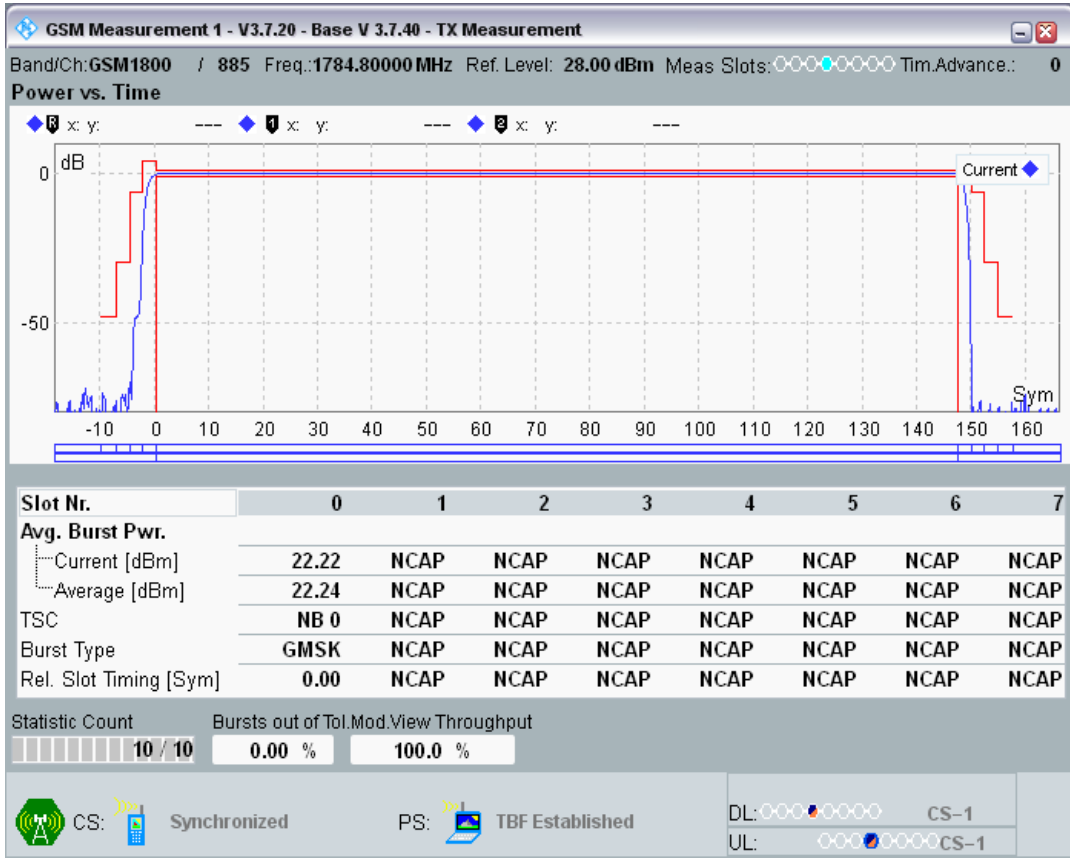 GSM Measurement 1 - V3.7.20 - Base V 3.7.40 - TX Measurement
Band/Ch:GSM1800 / 885 Freq.:1784.80000 MHz Ref. Level: 28.00 dBm Meas Slots: Tim.Advance.: 0
Power vs. Time
R x: y: --- 1 x: y: --- 2 x: y: ---
dB
Current
0
-50
Sym
-10 0 10 20 30 40 50 60 70 80 90 100 110 120 130 140 150 160
Slot Nr. 0 1 2 3 4 5 6 7
Avg. Burst Pwr.
Current [dBm] 22.22 NCAP NCAP NCAP NCAP NCAP NCAP NCAP
Average [dBm] 22.24 NCAP NCAP NCAP NCAP NCAP NCAP NCAP
TSC NB 0 NCAP NCAP NCAP NCAP NCAP NCAP NCAP
Burst Type GMSK NCAP NCAP NCAP NCAP NCAP NCAP NCAP
Rel. Slot Timing [Sym] 0.00 NCAP NCAP NCAP NCAP NCAP NCAP NCAP
Statistic Count Bursts out of Tol.Mod.View Throughput
10 / 10 0.00 % 100.0 %
CS: Synchronized PS: TBF Established DL: CS-1
UL: CS-1